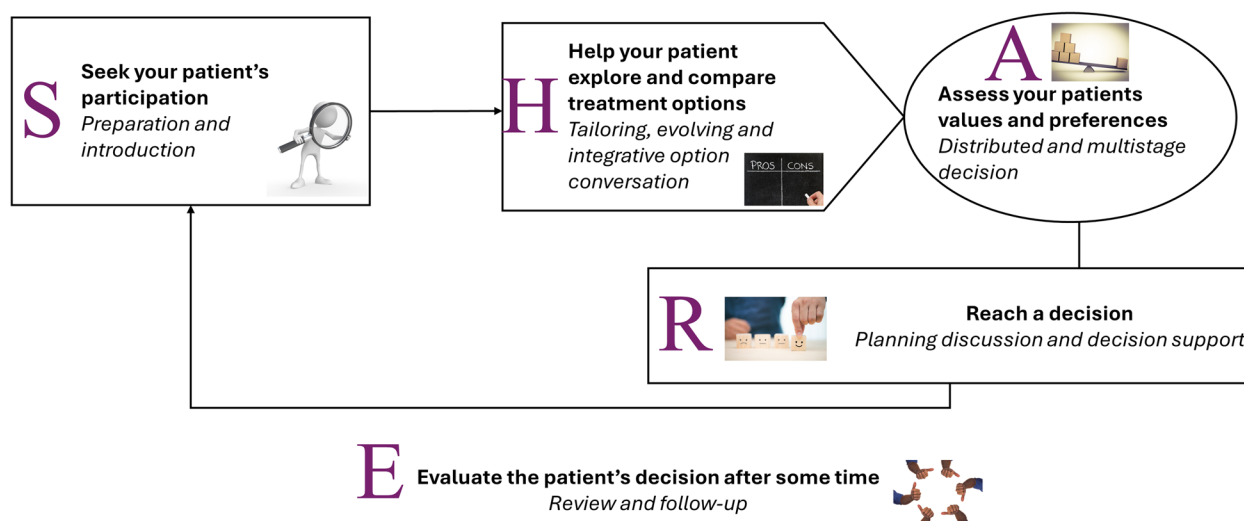 S
Seek your patient’s
participation
Preparation and
introduction
H
Help your patient
explore and compare
treatment options
Tailoring, evolving and
integrative option
conversation
PROS CONS
A
Assess your patients
values and preferences
Distributed and multistage
decision
R
Reach a decision
Planning discussion and decision support
E
Evaluate the patient’s decision after some time
Review and follow-up